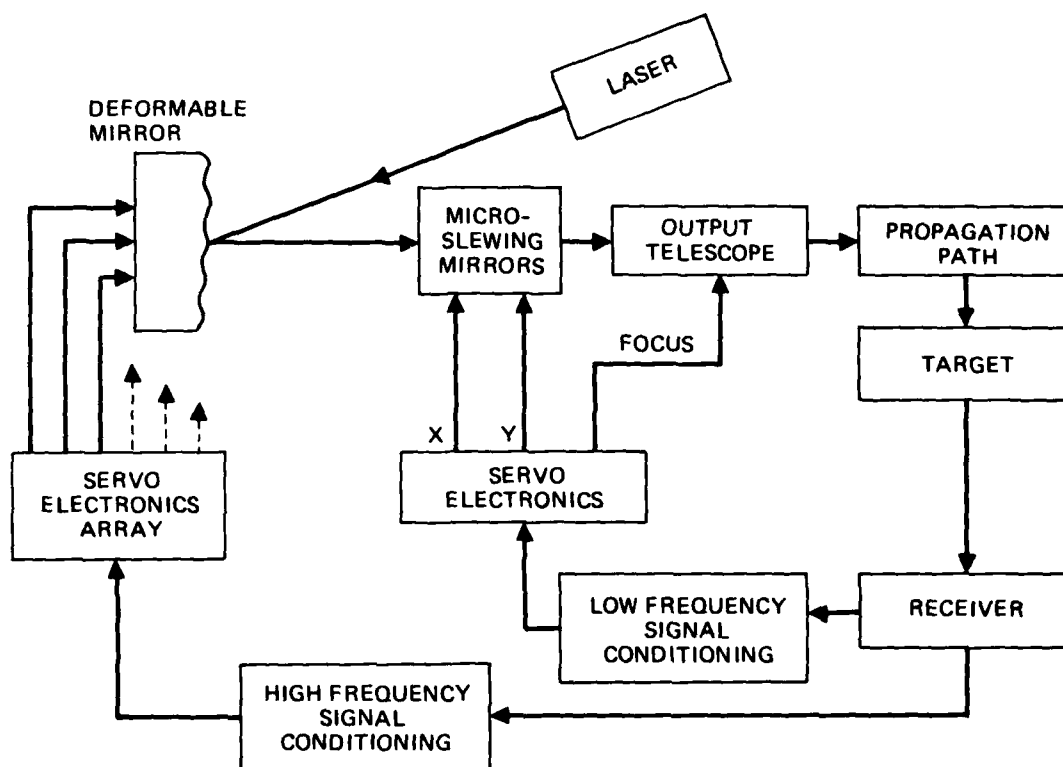 LASER
DEFORMABLE
MIRROR
MICRO-
SLEWING
MIRRORS
OUTPUT
TELESCOPE
PROPAGATION
PATH
TARGET
FOCUS
X
Y
SERVO
ELECTRONICS
ARRAY
SERVO
ELECTRONICS
LOW FREQUENCY
SIGNAL
CONDITIONING
RECEIVER
HIGH FREQUENCY
SIGNAL
CONDITIONING